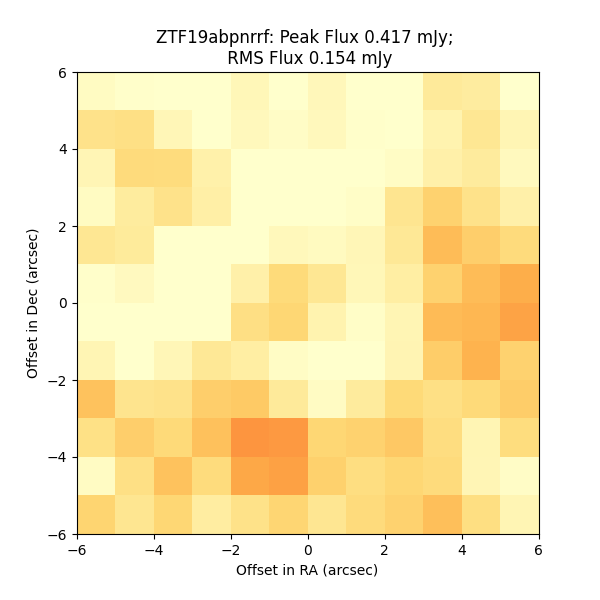 ZTF19abpnrrf: Peak Flux 0.417 mJy;
RMS Flux 0.154 mJy
6
4
2
0
−2
−4
−6
Offset in Dec (arcsec)
−6 −4 −2 0 2 4 6
Offset in RA (arcsec)